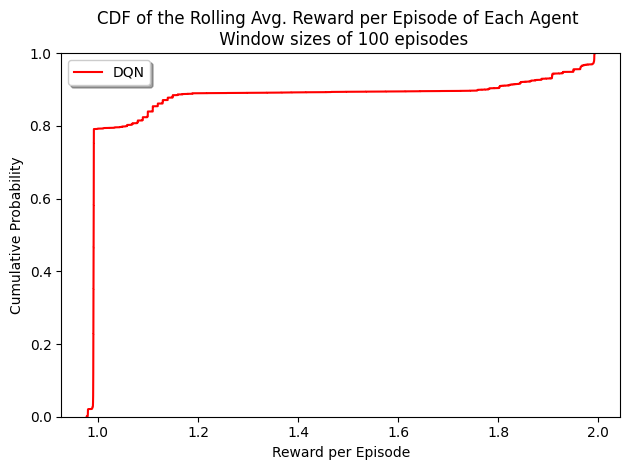 CDF of the Rolling Avg. Reward per Episode of Each Agent
Window sizes of 100 episodes
DQN
1.0
0.8
0.6
0.4
0.2
0.0
Cumulative Probability
1.0 1.2 1.4 1.6 1.8 2.0
Reward per Episode